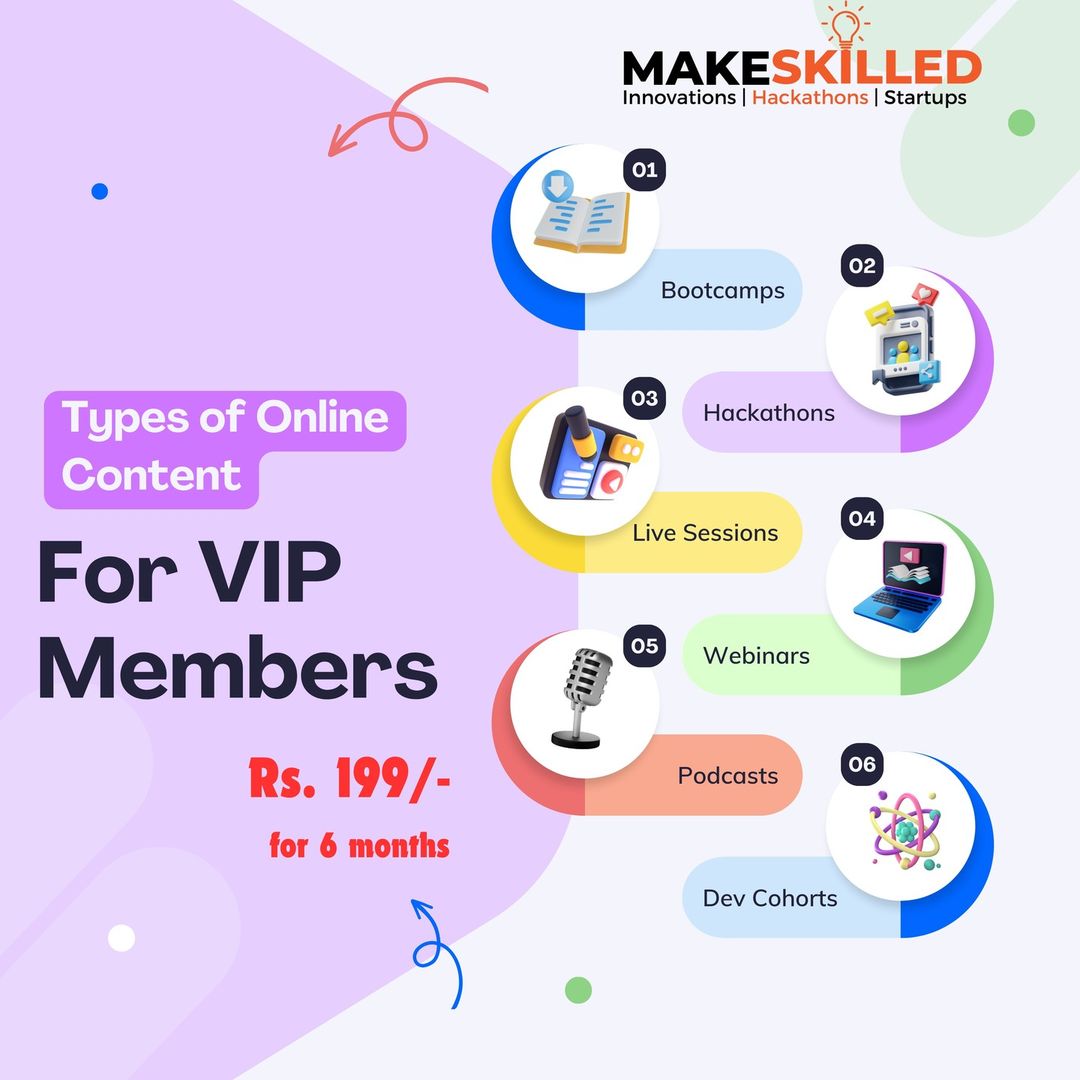 MAKESKILLED
Innovations | Hackathons | Startups
Types of Online
Content
For VIP
Members
Rs. 199/-
for 6 months
01
Bootcamps
02
Hackathons
03
Live Sessions
04
Webinars
05
Podcasts
06
Dev Cohorts